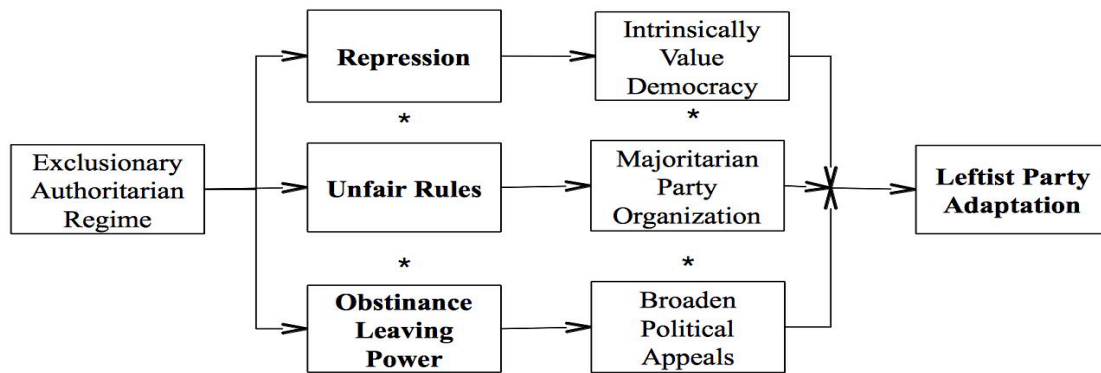 Repression
Intrinsically
Value
Democracy
*
*
Exclusionary
Authoritarian
Regime
Unfair Rules
Majoritarian
Party
Organization
Leftist Party
Adaptation
*
*
Obstinance
Leaving
Power
Broaden
Political
Appeals